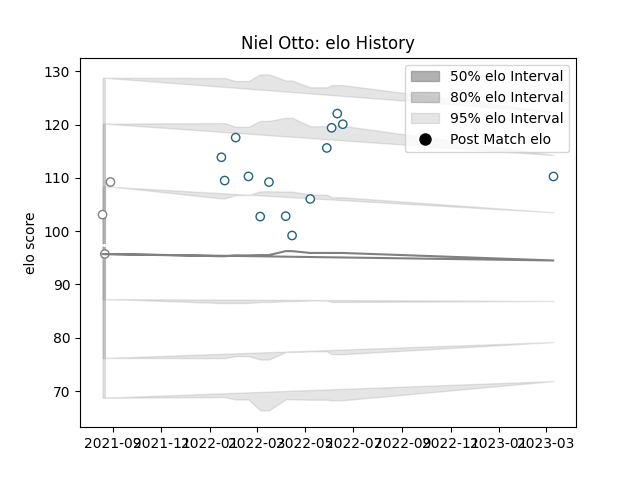 Niel Otto: elo History
130
120
110
100
90
80
70
elo score
50% elo Interval
80% elo Interval
95% elo Interval
Post Match elo
2021-09 2021-11 2022-01 2022-03 2022-05 2022-07 2022-09 2022-11 2023-01 2023-03